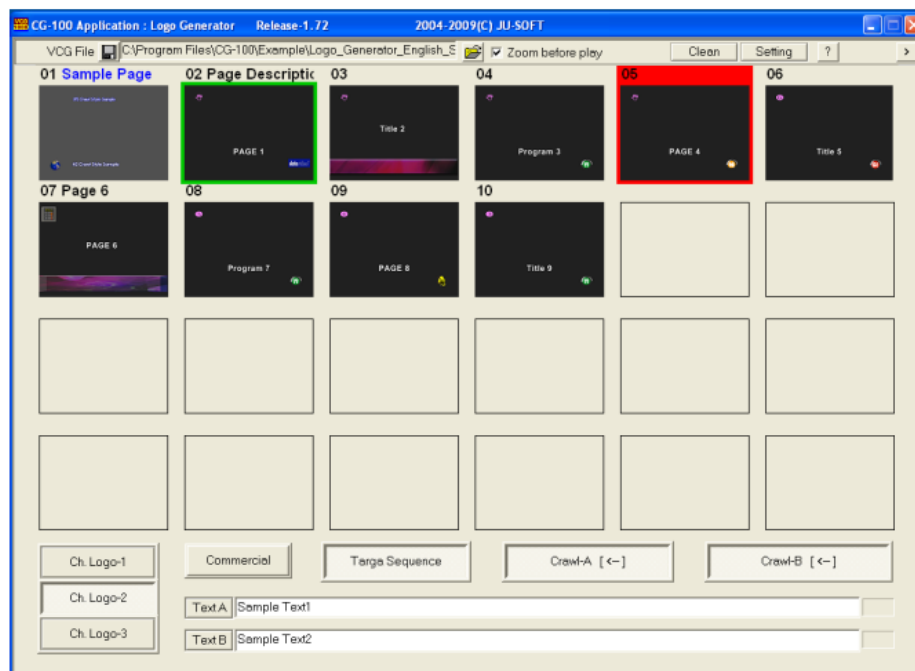 CG-100 Application : Logo Generator Release-1.72 2004-2009(C) JU-SOFT
VCG File C:\Program Files\CG-100\Example\Logo_Generator_English_S Zoom before play Clean Setting ? >
01 Sample Page 02 Page Descriptic 03 04 05 06
Title 2
PAGE 1 Program 3 PAGE 4 Title 5
07 Page 6 08 09 10
PAGE 6
Program 7 PAGE 8 Title 9
Ch. Logo-1 Commercial Targa Sequence Crawl-A [<--] Crawl-B [<--]
Ch. Logo-2
Text A Sample Text1
Ch. Logo-3
Text B Sample Text2